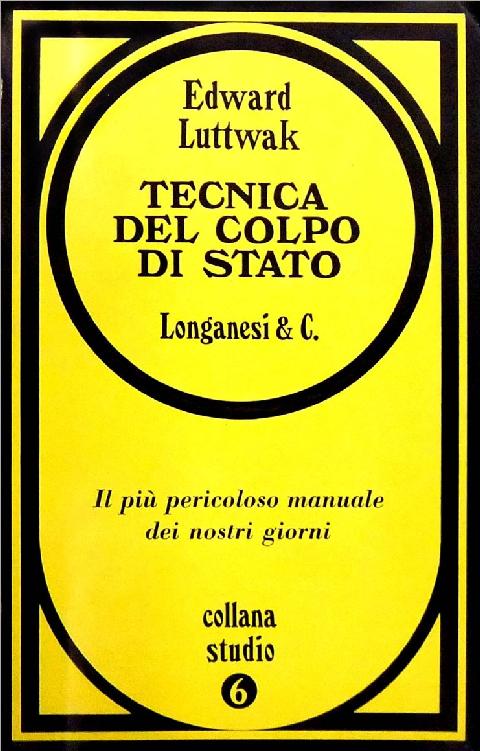 Edward
Luttwak
TECNICA
DEL COLPO
DI STATO
Longanesi & C.
Il più pericoloso manuale
dei nostri giorni
collana
studio
6